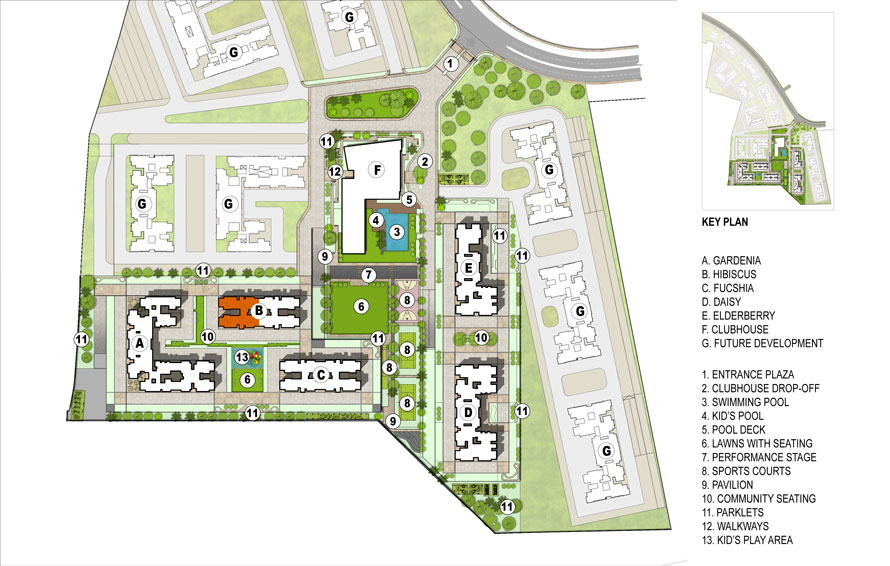 G
G
1
11
F
2
12
G
G
G
5
4
3
E
11
11
9
7
11
8
6
G
B
10
11
A
11
10
8
13
C
8
6
8
D
11
11
9
G
11
KEY PLAN
A. GARDENIA
B. HIBISCUS
C. FUCSHIA
D. DAISY
E. ELDERBERRY
F. CLUBHOUSE
G. FUTURE DEVELOPMENT
1. ENTRANCE PLAZA
2. CLUBHOUSE DROP-OFF
3. SWIMMING POOL
4. KID'S POOL
5. POOL DECK
6. LAWNS WITH SEATING
7. PERFORMANCE STAGE
8. SPORTS COURTS
9. PAVILION
10. COMMUNITY SEATING
11. PARKLETS
12. WALKWAYS
13. KID'S PLAY AREA